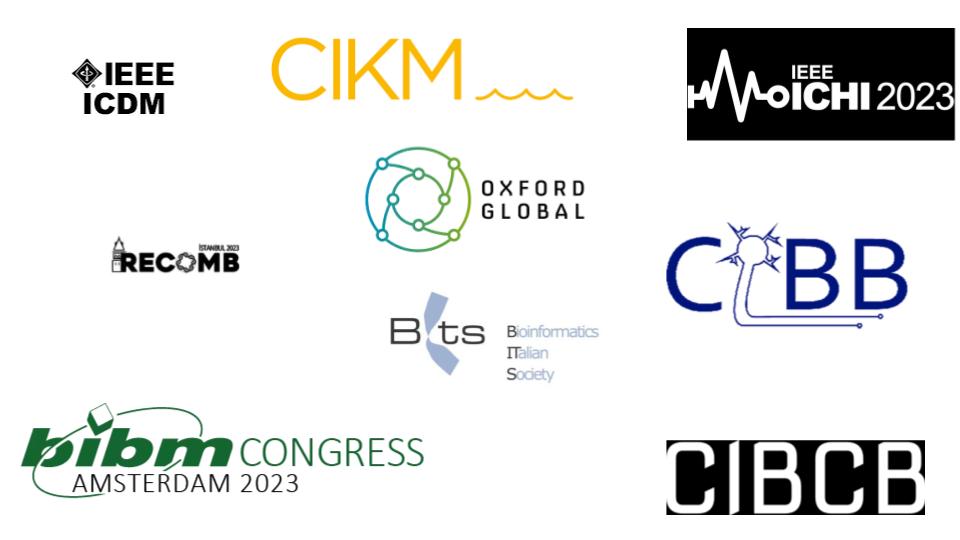 IEEE
ICDM
CIKM
IEEE
ICHI 2023
OXFORD
GLOBAL
İSTANBUL 2023
RECOMB
CIBB
Bits
Bioinformatics
ITalian
Society
bibm CONGRESS
AMSTERDAM 2023
CIBCB